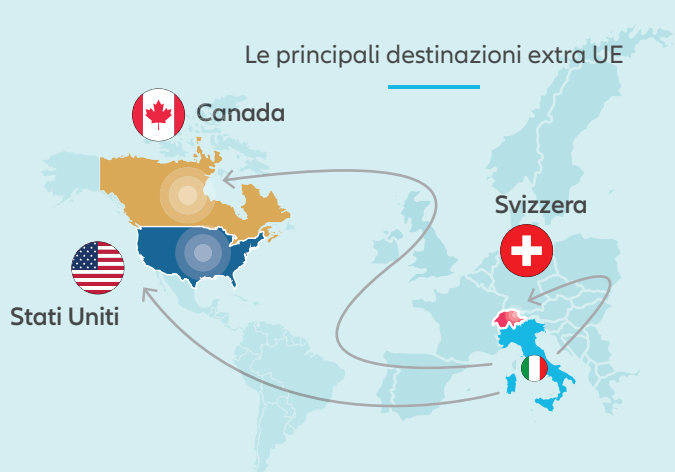 Le principali destinazioni extra UE
Canada
Svizzera
Stati Uniti